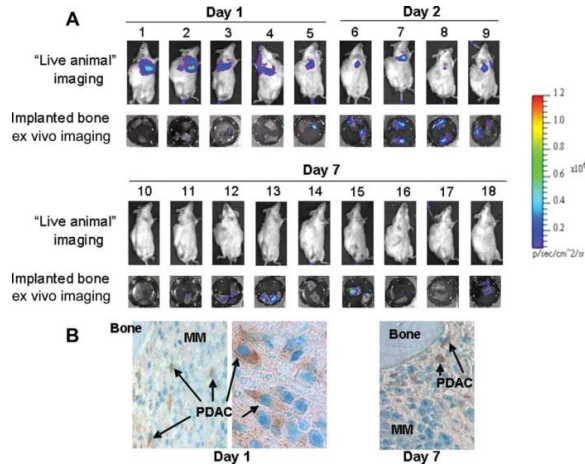 A
Day 1
Day 2
1 2 3 4 5 6 7 8 9
“Live animal”
imaging
Implanted bone
ex vivo imaging
1.2
1.0
0.8
0.6
0.4
0.2
p/sec/cm^2/sr
Day 7
10 11 12 13 14 15 16 17 18
“Live animal”
imaging
Implanted bone
ex vivo imaging
B
Bone
MM
PDAC
Day 1
Bone
PDAC
MM
Day 7